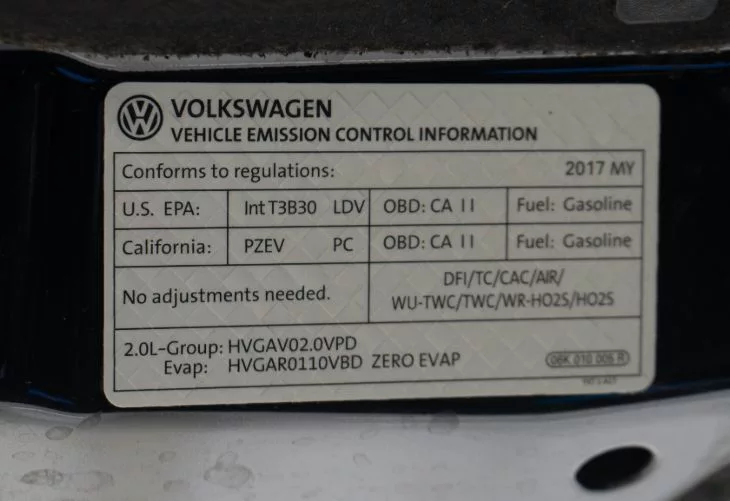 VOLKSWAGEN
VEHICLE EMISSION CONTROL INFORMATION
Conforms to regulations: 2017 MY
U.S. EPA: Int T3B30 LDV OBD: CA II Fuel: Gasoline
California: PZEV PC OBD: CA II Fuel: Gasoline
No adjustments needed.
DFI/TC/CAC/AIR/
WU-TWC/TWC/WR-HO2S/HO2S
2.0L-Group: HVGAV02.0VPD
Evap: HVGAR0110VBD ZERO EVAP
06K 010 006 R